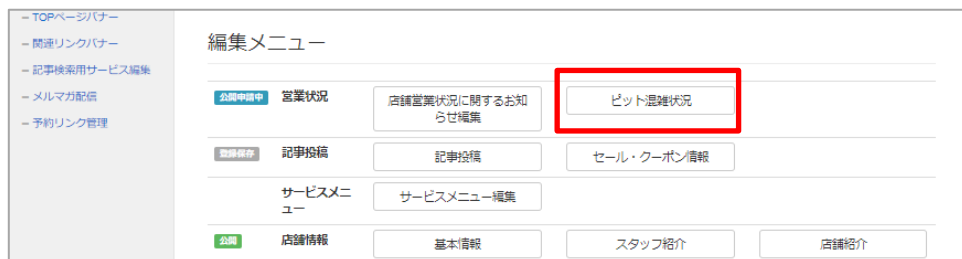 − TOPページバナー
− 関連リンクバナー
− 記事検索用サービス編集
− メルマガ配信
− 予約リンク管理
編集メニュー
公開申請中 営業状況 店舗営業状況に関するお知
らせ編集 ピット混雑状況
登録保存 記事投稿 記事投稿 セール・クーポン情報
サービスメニ
ュー サービスメニュー編集
公開 店舗情報 基本情報 スタッフ紹介 店舗紹介